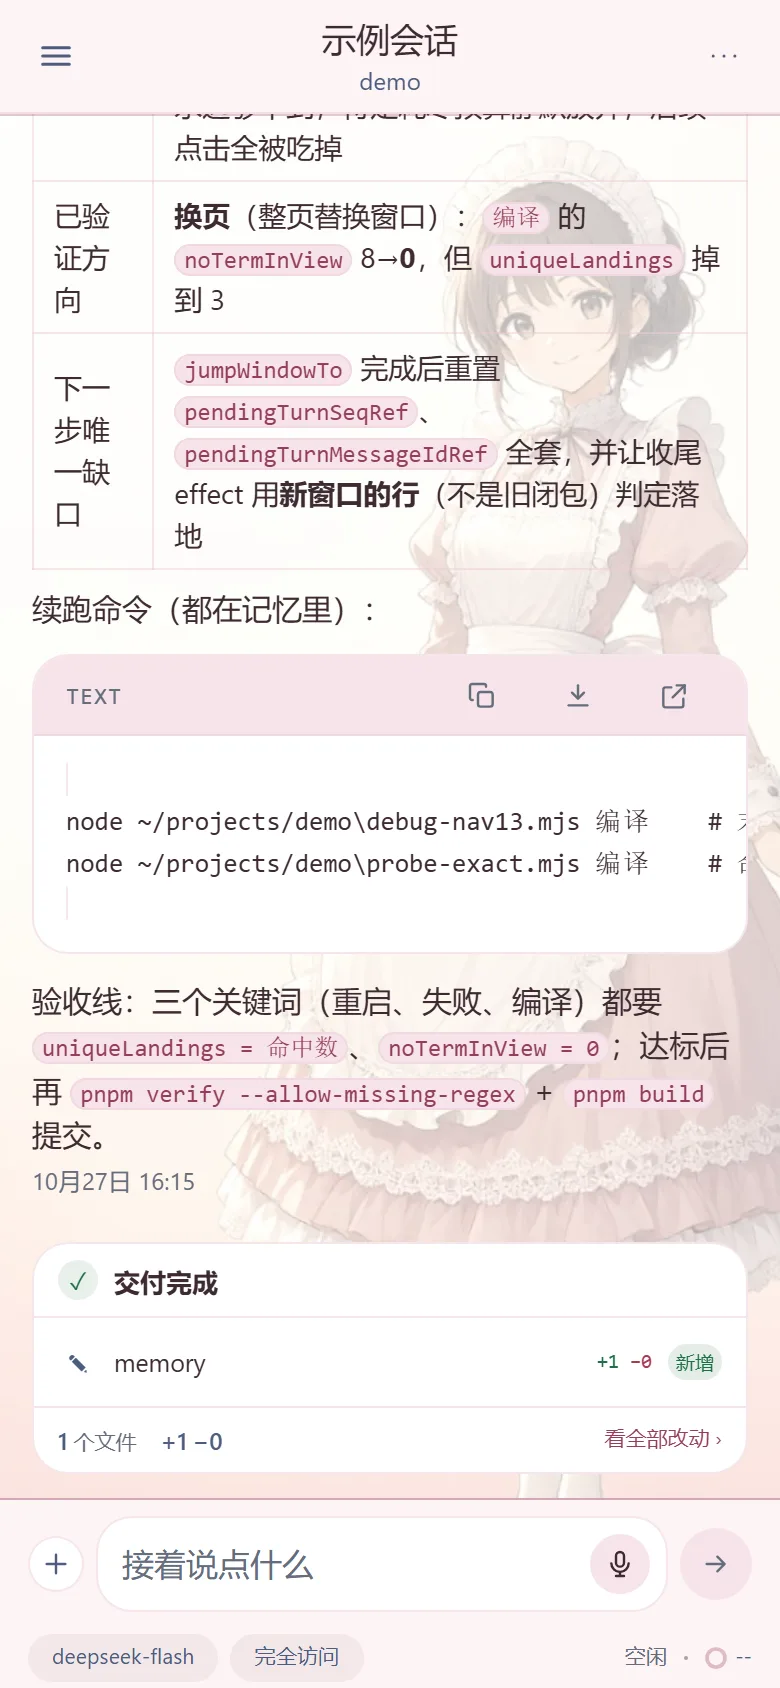 示例会话
...
demo
点击全被吃掉
已验证方向
换页（整页替换窗口）：编译 的
noTermInView 8→0，但 uniqueLandings 掉
到 3
下一步唯一缺口
jumpWindowTo 完成后重置
pendingTurnSeqRef、
pendingTurnMessageIdRef 全套，并让收尾
effect 用新窗口的行（不是旧闭包）判定落
地
续跑命令（都在记忆里）：
TEXT
node ~/projects/demo\debug-nav13.mjs 编译 #
node ~/projects/demo\probe-exact.mjs 编译 #
验收线：三个关键词（重启、失败、编译）都要
uniqueLandings = 命中数、noTermInView = 0；达标后
再 pnpm verify --allow-missing-regex + pnpm build
提交。
10月27日 16:15
✓ 交付完成
memory +1 −0 新增
1 个文件 +1 −0 看全部改动 ›
接着说点什么
deepseek-flash 完全访问 空闲 · --